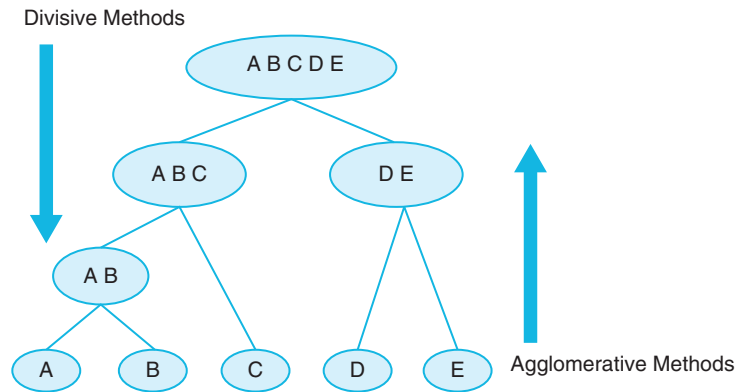 Divisive Methods
A B C D E
A B C
D E
A B
A
B
C
D
E
Agglomerative Methods